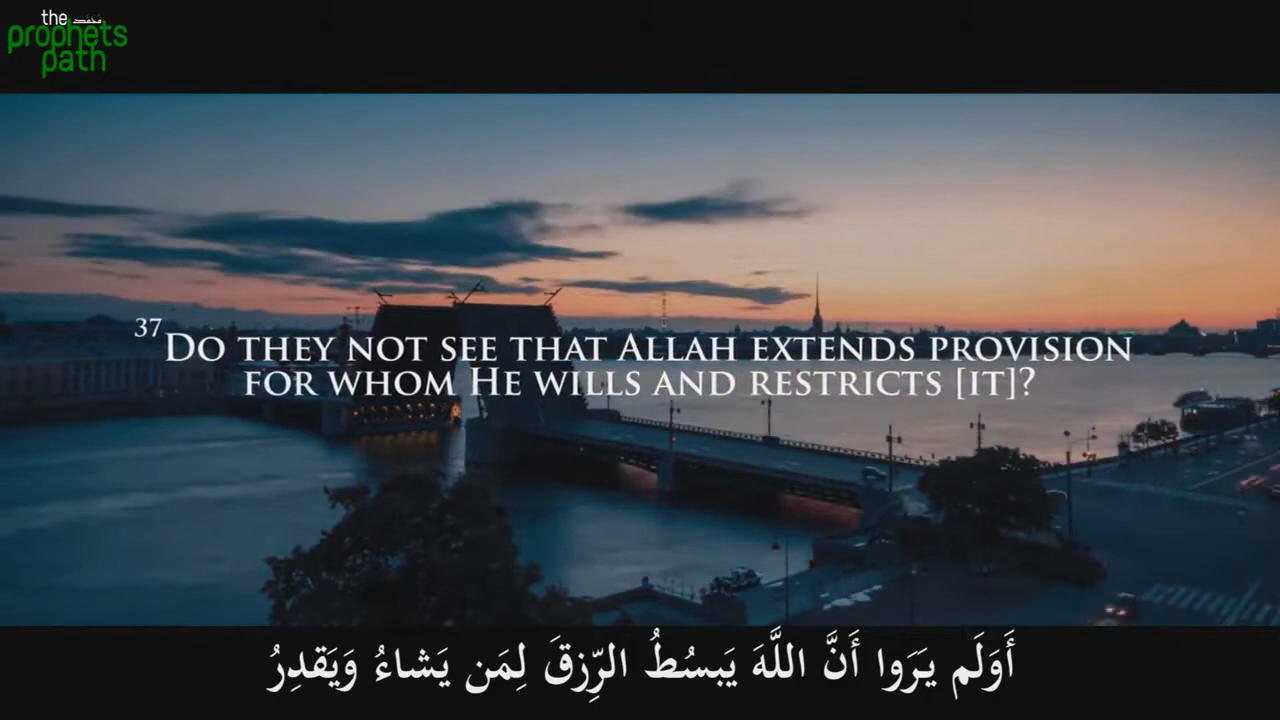 the محمد
prophets
path
37 Do they not see that Allah extends provision
for whom He wills and restricts [it]?
أَوَلَم يَرَوا أَنَّ اللَّهَ يَبسُطُ الرِّزقَ لِمَن يَشاءُ وَيَقدِرُ